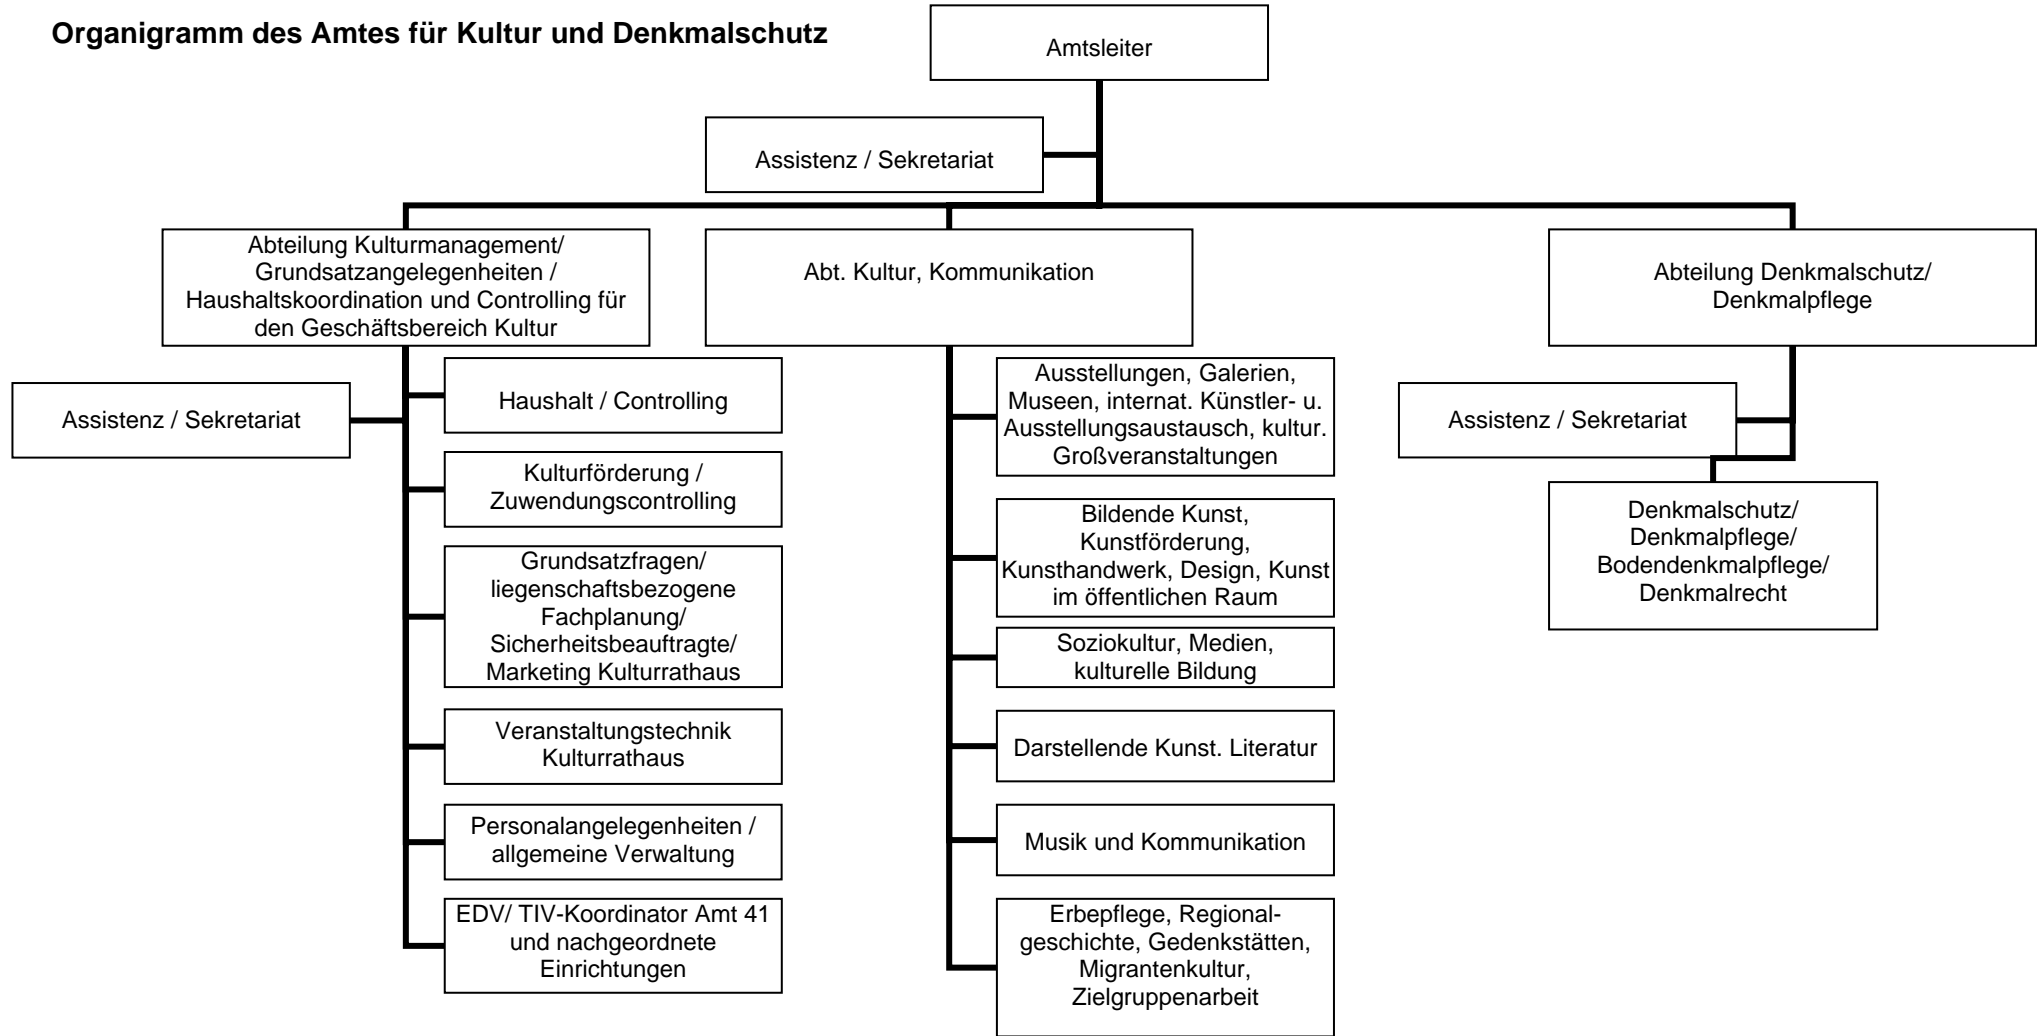 Organigramm des Amtes für Kultur und Denkmalschutz
Amtsleiter
Assistenz / Sekretariat
Abteilung Kulturmanagement/
Grundsatzangelegenheiten /
Haushaltskoordination und Controlling für
den Geschäftsbereich Kultur
Assistenz / Sekretariat
Haushalt / Controlling
Kulturförderung /
Zuwendungscontrolling
Grundsatzfragen/
liegenschaftsbezogene
Fachplanung/
Sicherheitsbeauftragte/
Marketing Kulturrathaus
Veranstaltungstechnik
Kulturrathaus
Personalangelegenheiten /
allgemeine Verwaltung
EDV/ TIV-Koordinator Amt 41
und nachgeordnete
Einrichtungen
Abt. Kultur, Kommunikation
Ausstellungen, Galerien,
Museen, internat. Künstler- u.
Ausstellungsaustausch, kultur.
Großveranstaltungen
Bildende Kunst,
Kunstförderung,
Kunsthandwerk, Design, Kunst
im öffentlichen Raum
Soziokultur, Medien,
kulturelle Bildung
Darstellende Kunst. Literatur
Musik und Kommunikation
Erbepflege, Regional-
geschichte, Gedenkstätten,
Migrantenkultur,
Zielgruppenarbeit
Abteilung Denkmalschutz/
Denkmalpflege
Assistenz / Sekretariat
Denkmalschutz/
Denkmalpflege/
Bodendenkmalpflege/
Denkmalrecht